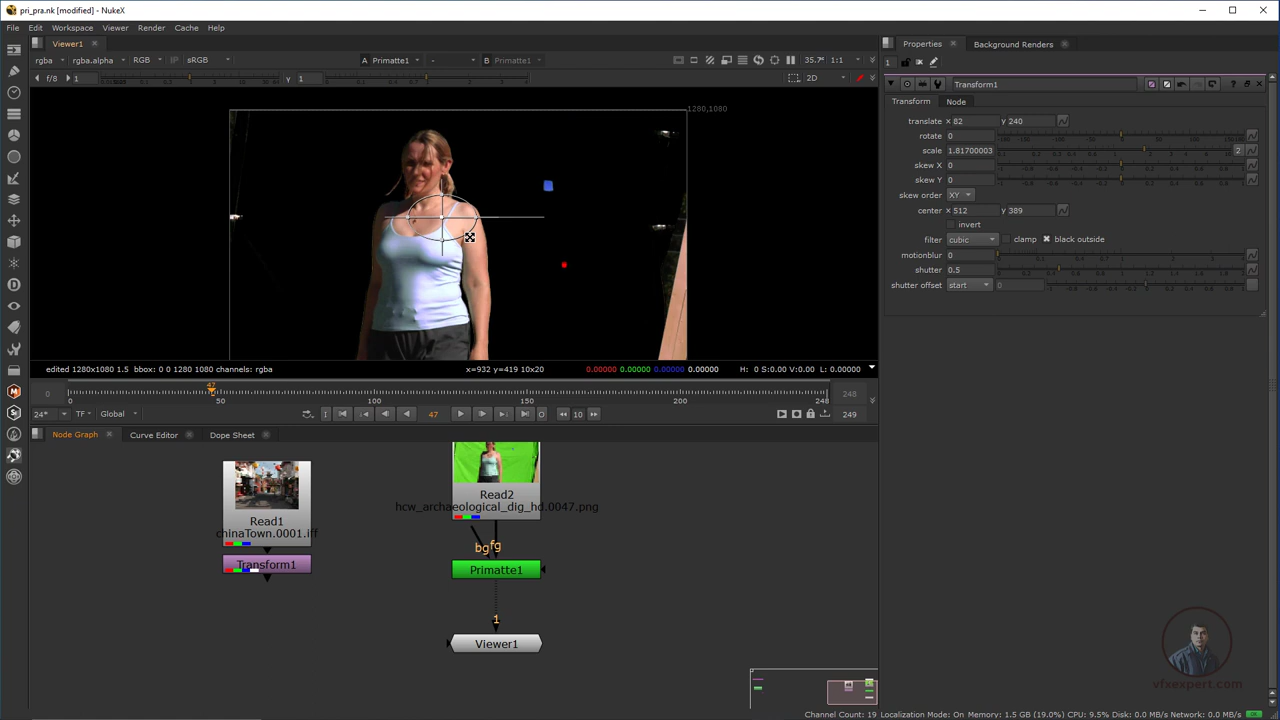 pri_pra.nk [modified] - NukeX
File Edit Workspace Viewer Render Cache Help
Viewer1
rgba rgba.alpha RGB IP sRGB A Primatte1 - B Primatte1 35.7% 1:1
f/8 1 y 1 2D
1280,1080
edited 1280x1080 1.5 bbox: 0 0 1280 1080 channels: rgba x=932 y=419 10x20 0.00000 0.00000 0.00000 0.00000 H: 0 S:0.00 V:0.00 L: 0.00000
47
0 0 50 100 150 200 248 248
24* TF Global I 47 O 10 249
Node Graph Curve Editor Dope Sheet
Read1
chinaTown.0001.iff
Transform1
Read2
hcw_archaeological_dig_hd.0047.png
bg fg
Primatte1
1
Viewer1
Properties Background Renders
1
Transform1
Transform Node
translate x 82 y 240
rotate 0
scale 1.81700003 2
skew X 0
skew Y 0
skew order XY
center x 512 y 389
invert
filter cubic clamp black outside
motionblur 0
shutter 0.5
shutter offset start 0
vfxexpert.com
Channel Count: 19 Localization Mode: On Memory: 1.5 GB (19.0%) CPU: 9.5% Disk: 0.0 MB/s Network: 0.0 MB/s